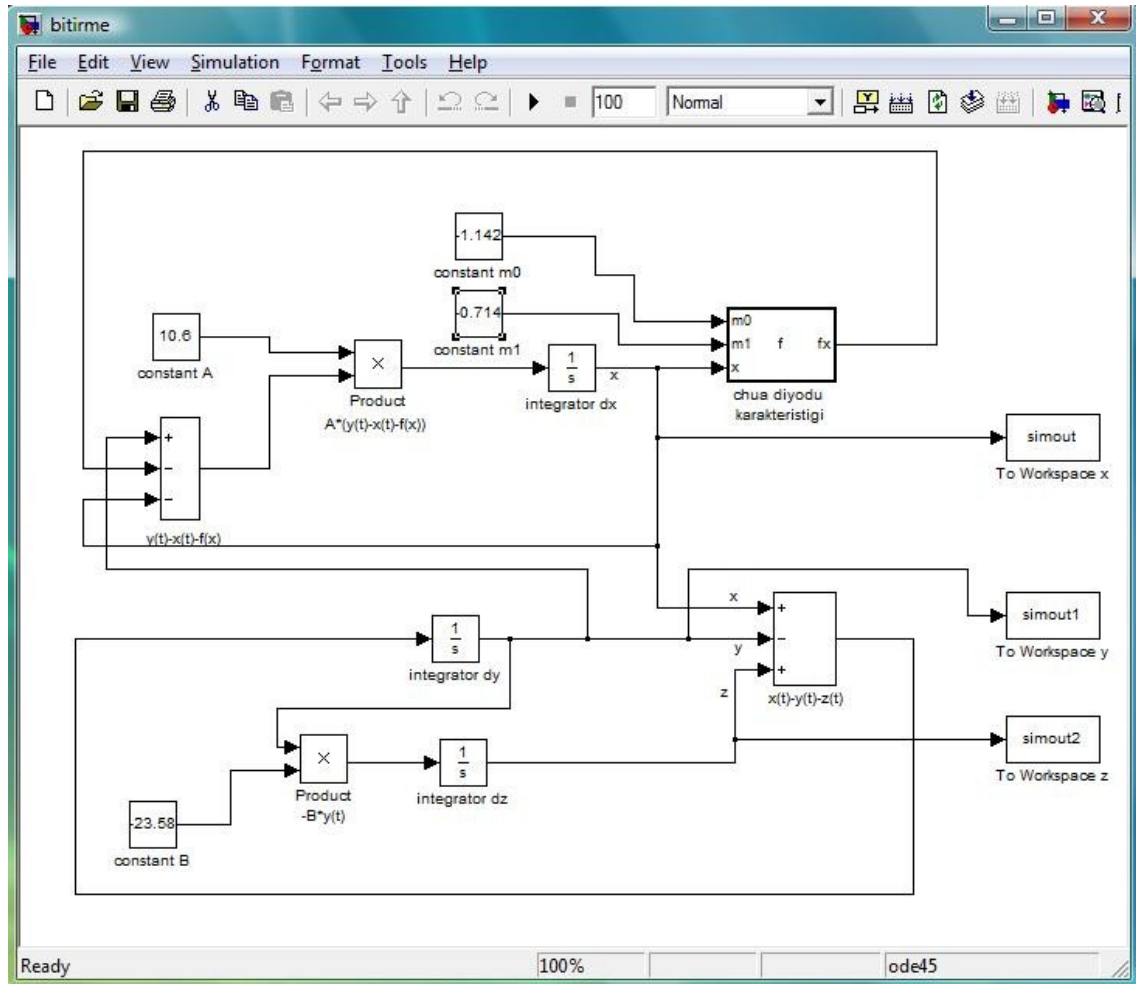 bitirme
File Edit View Simulation Format Tools Help
100 Normal
-1.142
constant m0
-0.714
constant m1
10.6
constant A
×
Product
A*(y(t)-x(t)-f(x))
1
s
x
integrator dx
m0
m1 f fx
x
chua diyodu
karakteristigi
simout
To Workspace x
+
-
-
y(t)-x(t)-f(x)
1
s
integrator dy
x
y
z
+
-
+
x(t)-y(t)-z(t)
simout1
To Workspace y
simout2
To Workspace z
×
Product
-B*y(t)
1
s
integrator dz
-23.58
constant B
Ready 100% ode45